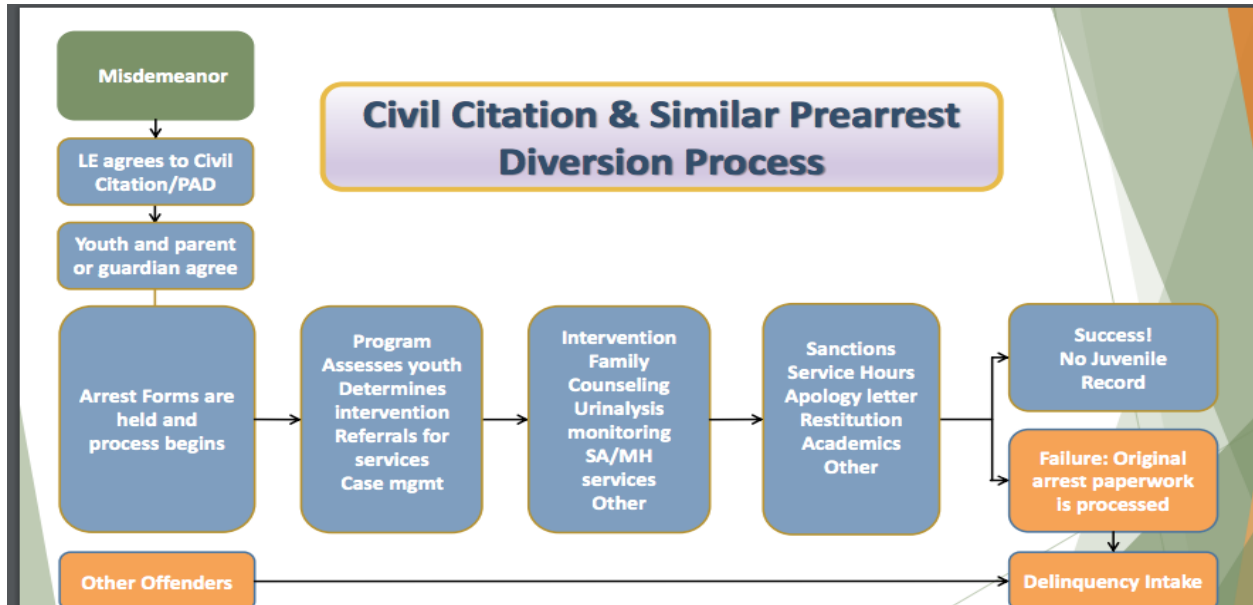 Misdemeanor
Civil Citation & Similar Prearrest
Diversion Process
LE agrees to Civil
Citation/PAD
Youth and parent
or guardian agree
Arrest Forms are
held and
process begins
Program
Assesses youth
Determines
intervention
Referrals for
services
Case mgmt
Intervention
Family
Counseling
Urinalysis
monitoring
SA/MH
services
Other
Sanctions
Service Hours
Apology letter
Restitution
Academics
Other
Success!
No Juvenile
Record
Failure: Original
arrest paperwork
is processed
Other Offenders
Delinquency Intake